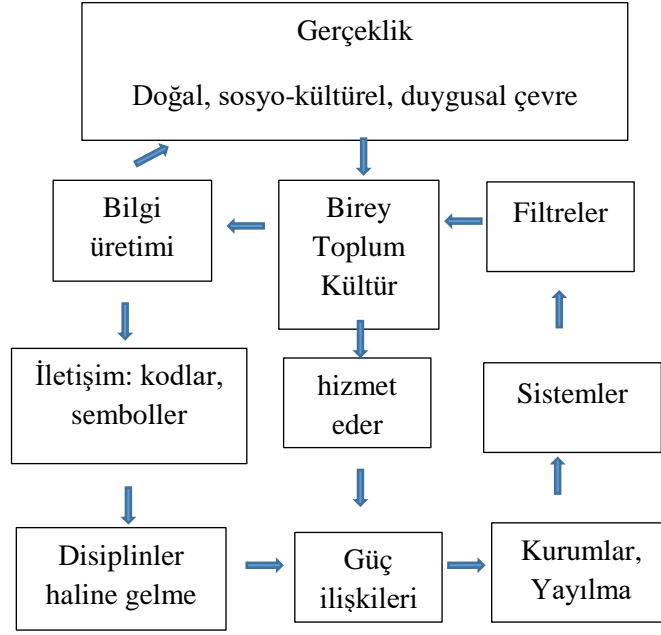 Gerçeklik
Doğal, sosyo-kültürel, duygusal çevre
Bilgi
üretimi
Birey
Toplum
Kültür
Filtreler
İletişim: kodlar,
semboller
hizmet
eder
Sistemler
Disiplinler
haline gelme
Güç
ilişkileri
Kurumlar,
Yayılma